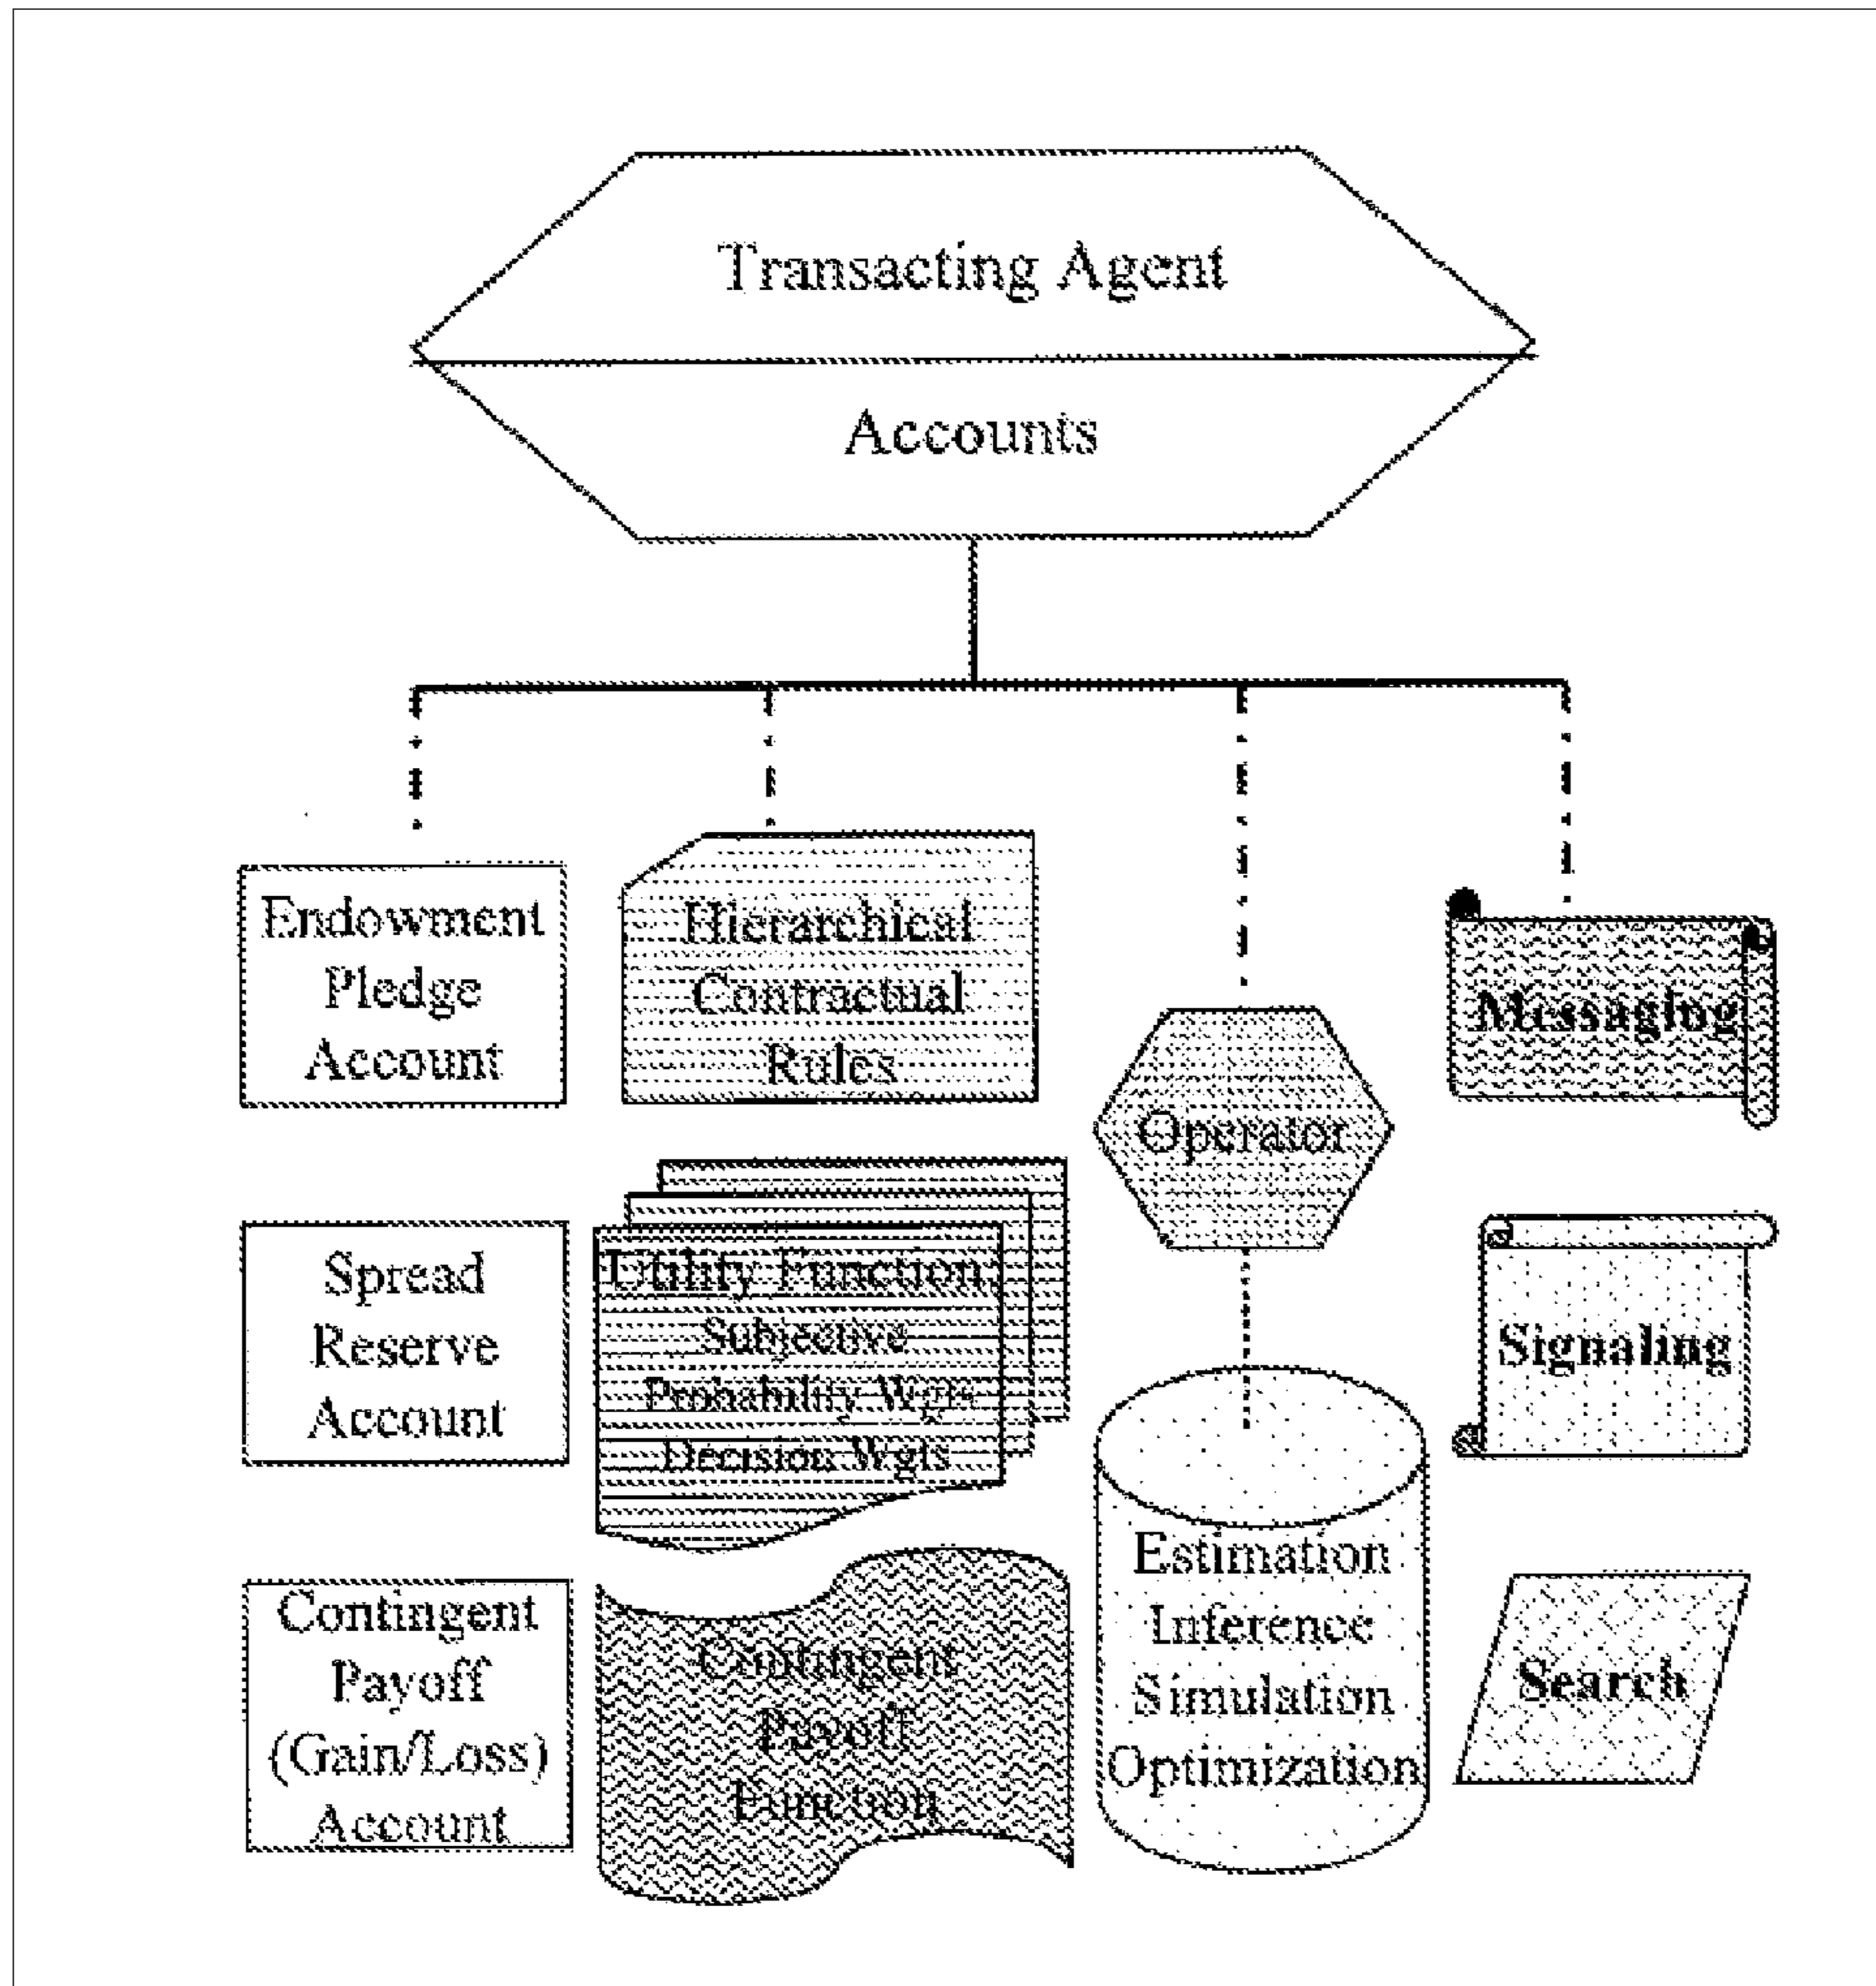 Transacting Agent
Accounts
Endowment
Pledge
Account
Hierarchical
Contractual
Rules
Operator
Messaging
Spread
Reserve
Account
Utility Function
Subjective
Probability Wgts
Decision Wgts
Signaling
Contingent
Payoff
(Gain/Loss)
Account
Contingent
Payoff
Function
Estimation
Inference
Simulation
Optimization
Search